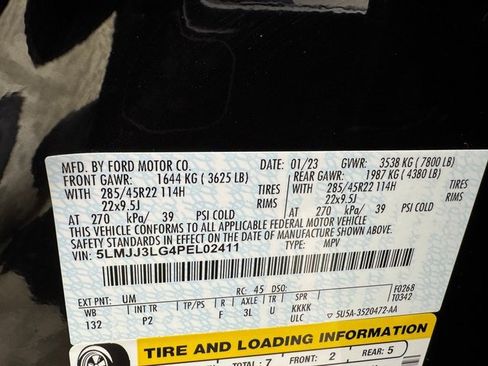 MFD. BY FORD MOTOR CO. DATE: 01/23 GVWR: 3538 KG (7800 LB)
FRONT GAWR: 1644 KG (3625 LB) REAR GAWR: 1987 KG (4380 LB)
WITH 285/45R22 114H TIRES WITH 285/45R22 114H TIRES
22x9.5J RIMS 22x9.5J RIMS
AT 270 kPa/ 39 PSI COLD AT 270 kPa/ 39 PSI COLD
THIS VEHICLE CONFORMS TO ALL APPLICABLE FEDERAL MOTOR VEHICLE
SAFETY AND THEFT PREVENTION STANDARDS IN EFFECT ON THE DATE OF MANUFACTURE SHOWN ABOVE.
VIN: 5LMJJ3LG4PEL02411 TYPE: MPV
EXT PNT: UM RC: 45 DSO: F0268
WB INT TR TP/PS R AXLE TR SPR T0342
132 P2 F 3L U KKKK
ULC 5U5A-3520472-AA
TIRE AND LOADING INFORMATION
TOTAL: 7 FRONT: 2 REAR: 5